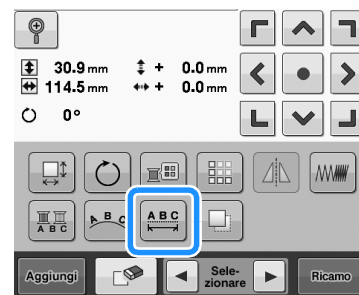 30.9 mm + 0.0 mm
114.5 mm + 0.0 mm
0°
A B C A B C A B C
Aggiungi Sele-
zionare Ricamo